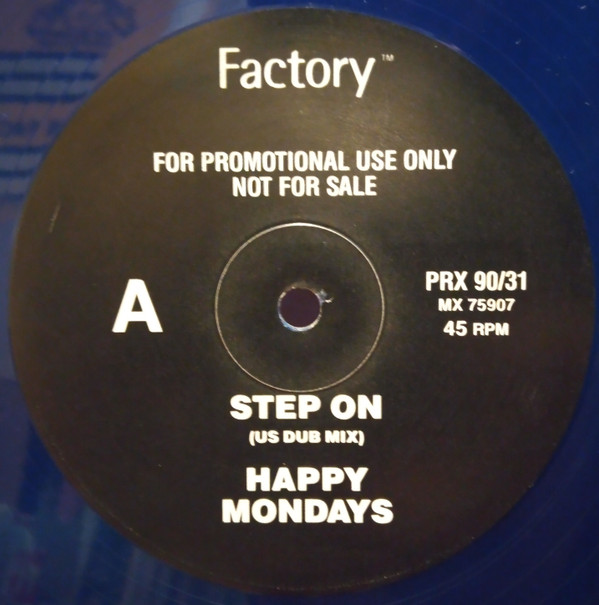 Factory™
FOR PROMOTIONAL USE ONLY
NOT FOR SALE
A
PRX 90/31
MX 75907
45 RPM
STEP ON
(US DUB MIX)
HAPPY
MONDAYS